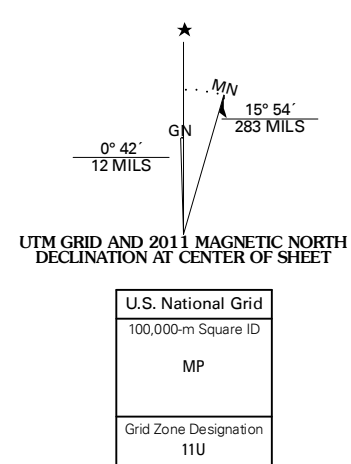 MN
15° 54´
283 MILS
GN
0° 42´
12 MILS
UTM GRID AND 2011 MAGNETIC NORTH
DECLINATION AT CENTER OF SHEET
U.S. National Grid
100,000-m Square ID
MP
Grid Zone Designation
11U